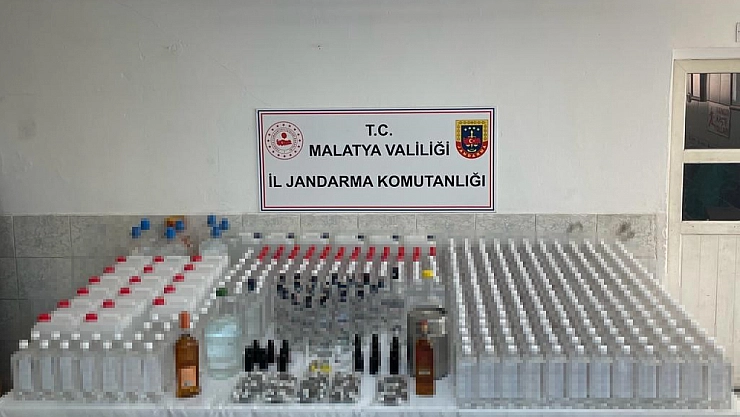 T.C.
MALATYA VALİLİĞİ
İL JANDARMA KOMUTANLIĞI